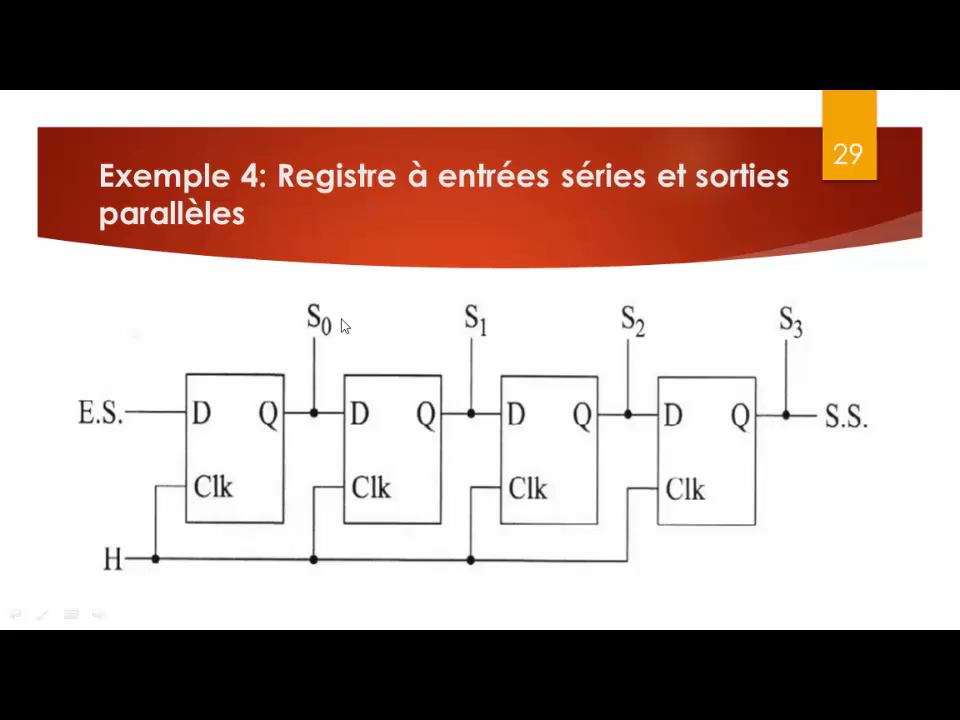 29
Exemple 4: Registre à entrées séries et sorties
parallèles
S0 S1 S2 S3
E.S. D Q D Q D Q D Q S.S.
Clk Clk Clk Clk
H